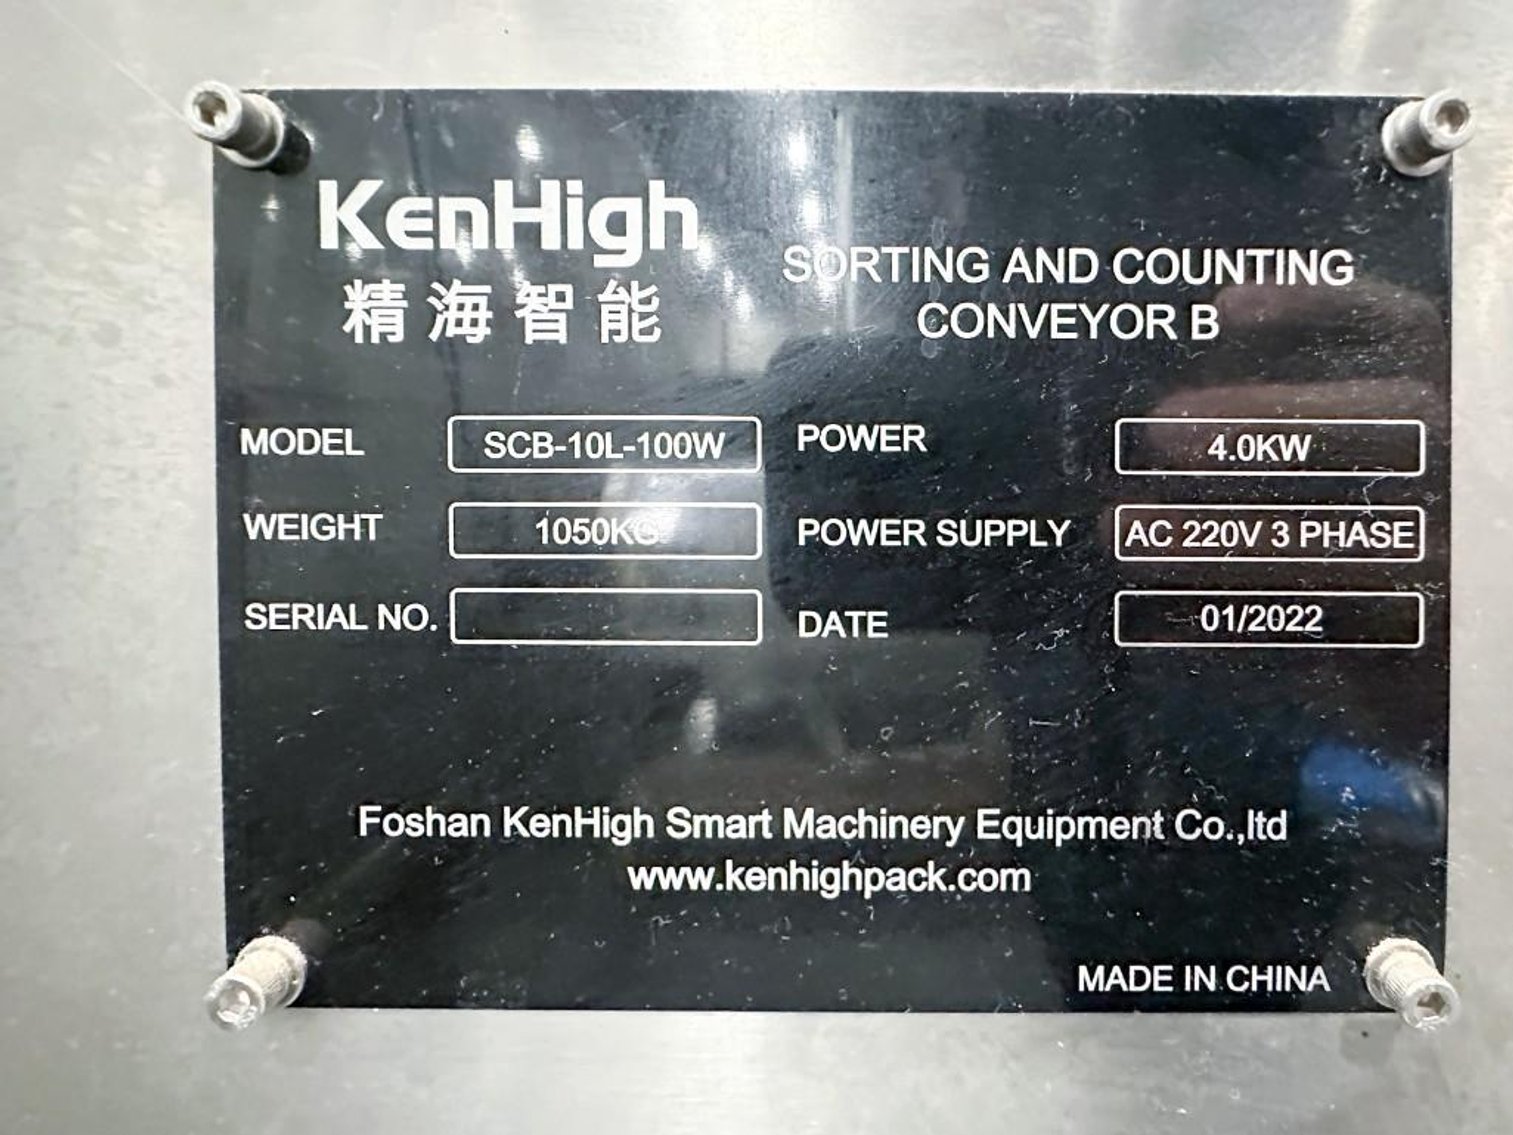 KenHigh
精海智能
SORTING AND COUNTING
CONVEYOR B
MODEL SCB-10L-100W
POWER 4.0KW
WEIGHT 1050KG
POWER SUPPLY AC 220V 3 PHASE
SERIAL NO.
DATE 01/2022
Foshan KenHigh Smart Machinery Equipment Co.,ltd
www.kenhighpack.com
MADE IN CHINA